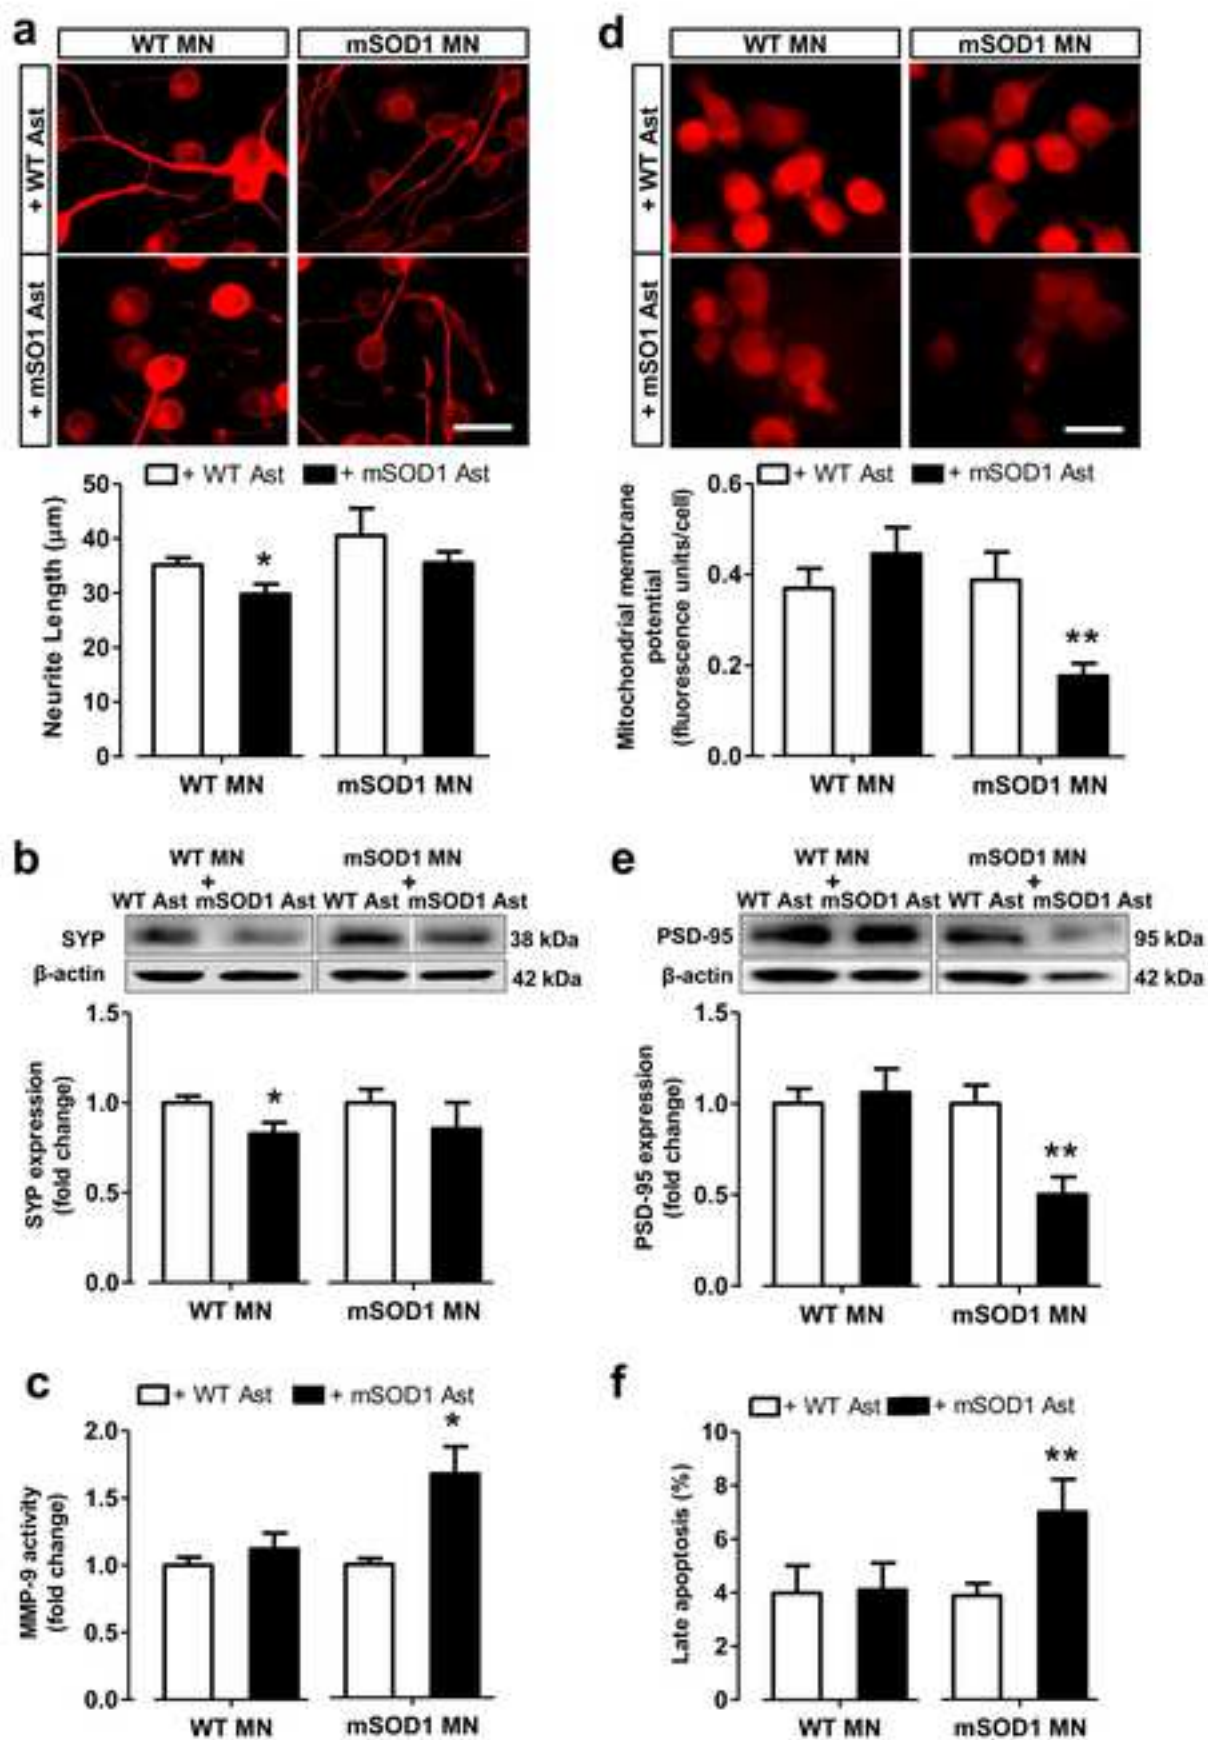 a
WT MN
mSOD1 MN
+ WT Ast
+ mSO1 Ast
+ WT Ast
+ mSOD1 Ast
Neurite Length (μm)
50
40
30
20
10
0
*
WT MN
mSOD1 MN
d
WT MN
mSOD1 MN
+ WT Ast
+ mSO1 Ast
+ WT Ast
+ mSOD1 Ast
Mitochondrial membrane
potential
(fluorescence units/cell)
0.6
0.4
0.2
0.0
**
WT MN
mSOD1 MN
b
WT MN
+
WT Ast mSOD1 Ast
mSOD1 MN
+
WT Ast mSOD1 Ast
SYP
38 kDa
β-actin
42 kDa
SYP expression
(fold change)
1.5
1.0
0.5
0.0
*
WT MN
mSOD1 MN
e
WT MN
+
WT Ast mSOD1 Ast
mSOD1 MN
+
WT Ast mSOD1 Ast
PSD-95
95 kDa
β-actin
42 kDa
PSD-95 expression
(fold change)
1.5
1.0
0.5
0.0
**
WT MN
mSOD1 MN
c
+ WT Ast
+ mSOD1 Ast
MMP-9 activity
(fold change)
2.0
1.5
1.0
0.5
0.0
*
WT MN
mSOD1 MN
f
+ WT Ast
+ mSOD1 Ast
Late apoptosis (%)
10
8
6
4
2
0
**
WT MN
mSOD1 MN